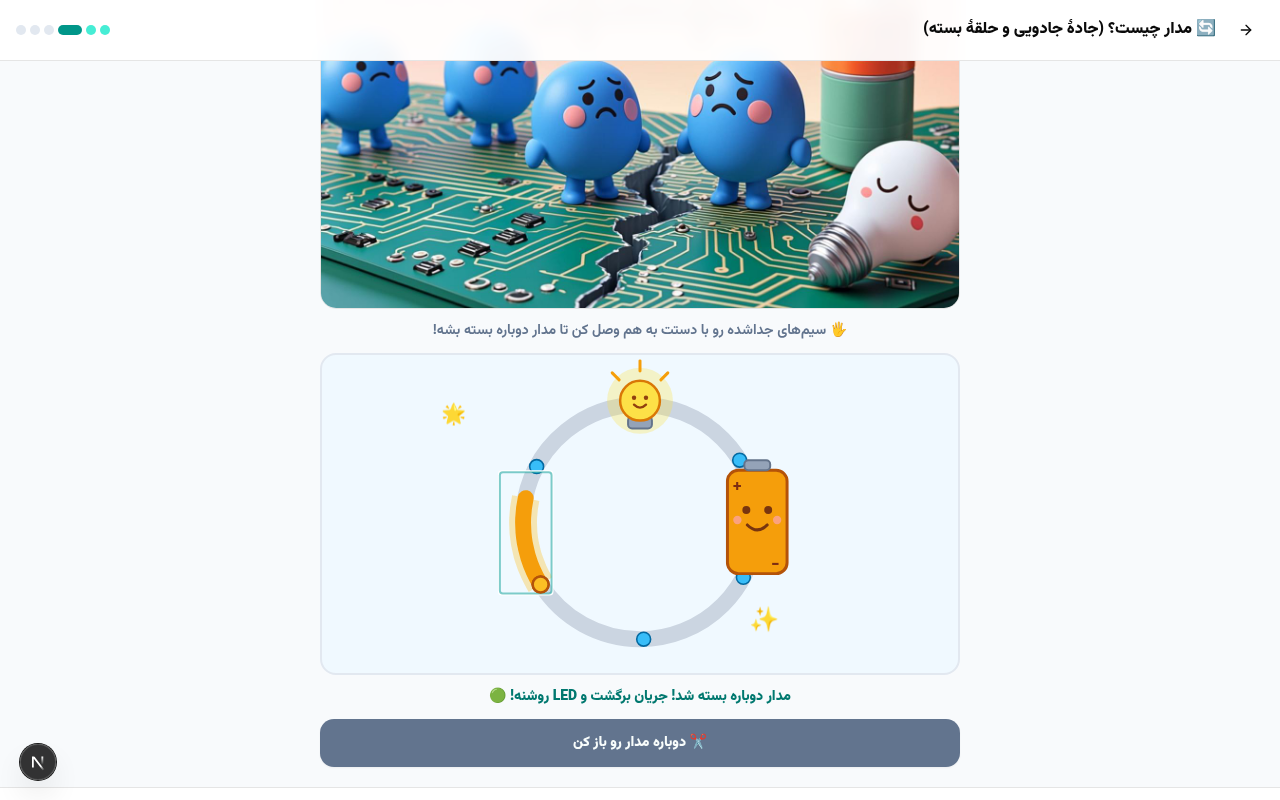 🔄 مدار چیست؟ (جادهٔ جادویی و حلقهٔ بسته)
🖐️ سیم‌های جداشده رو با دستت به هم وصل کن تا مدار دوباره بسته بشه!
+
−
مدار دوباره بسته شد! جریان برگشت و LED روشنه! 🟢
✂️ دوباره مدار رو باز کن
N